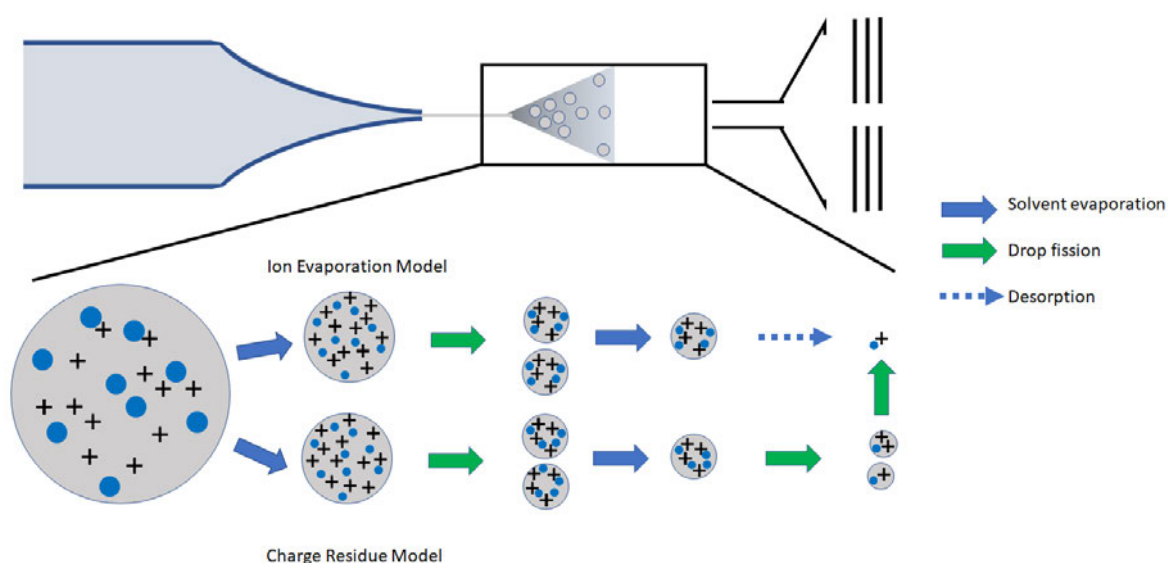 Solvent evaporation
Drop fission
Desorption
Ion Evaporation Model
Charge Residue Model